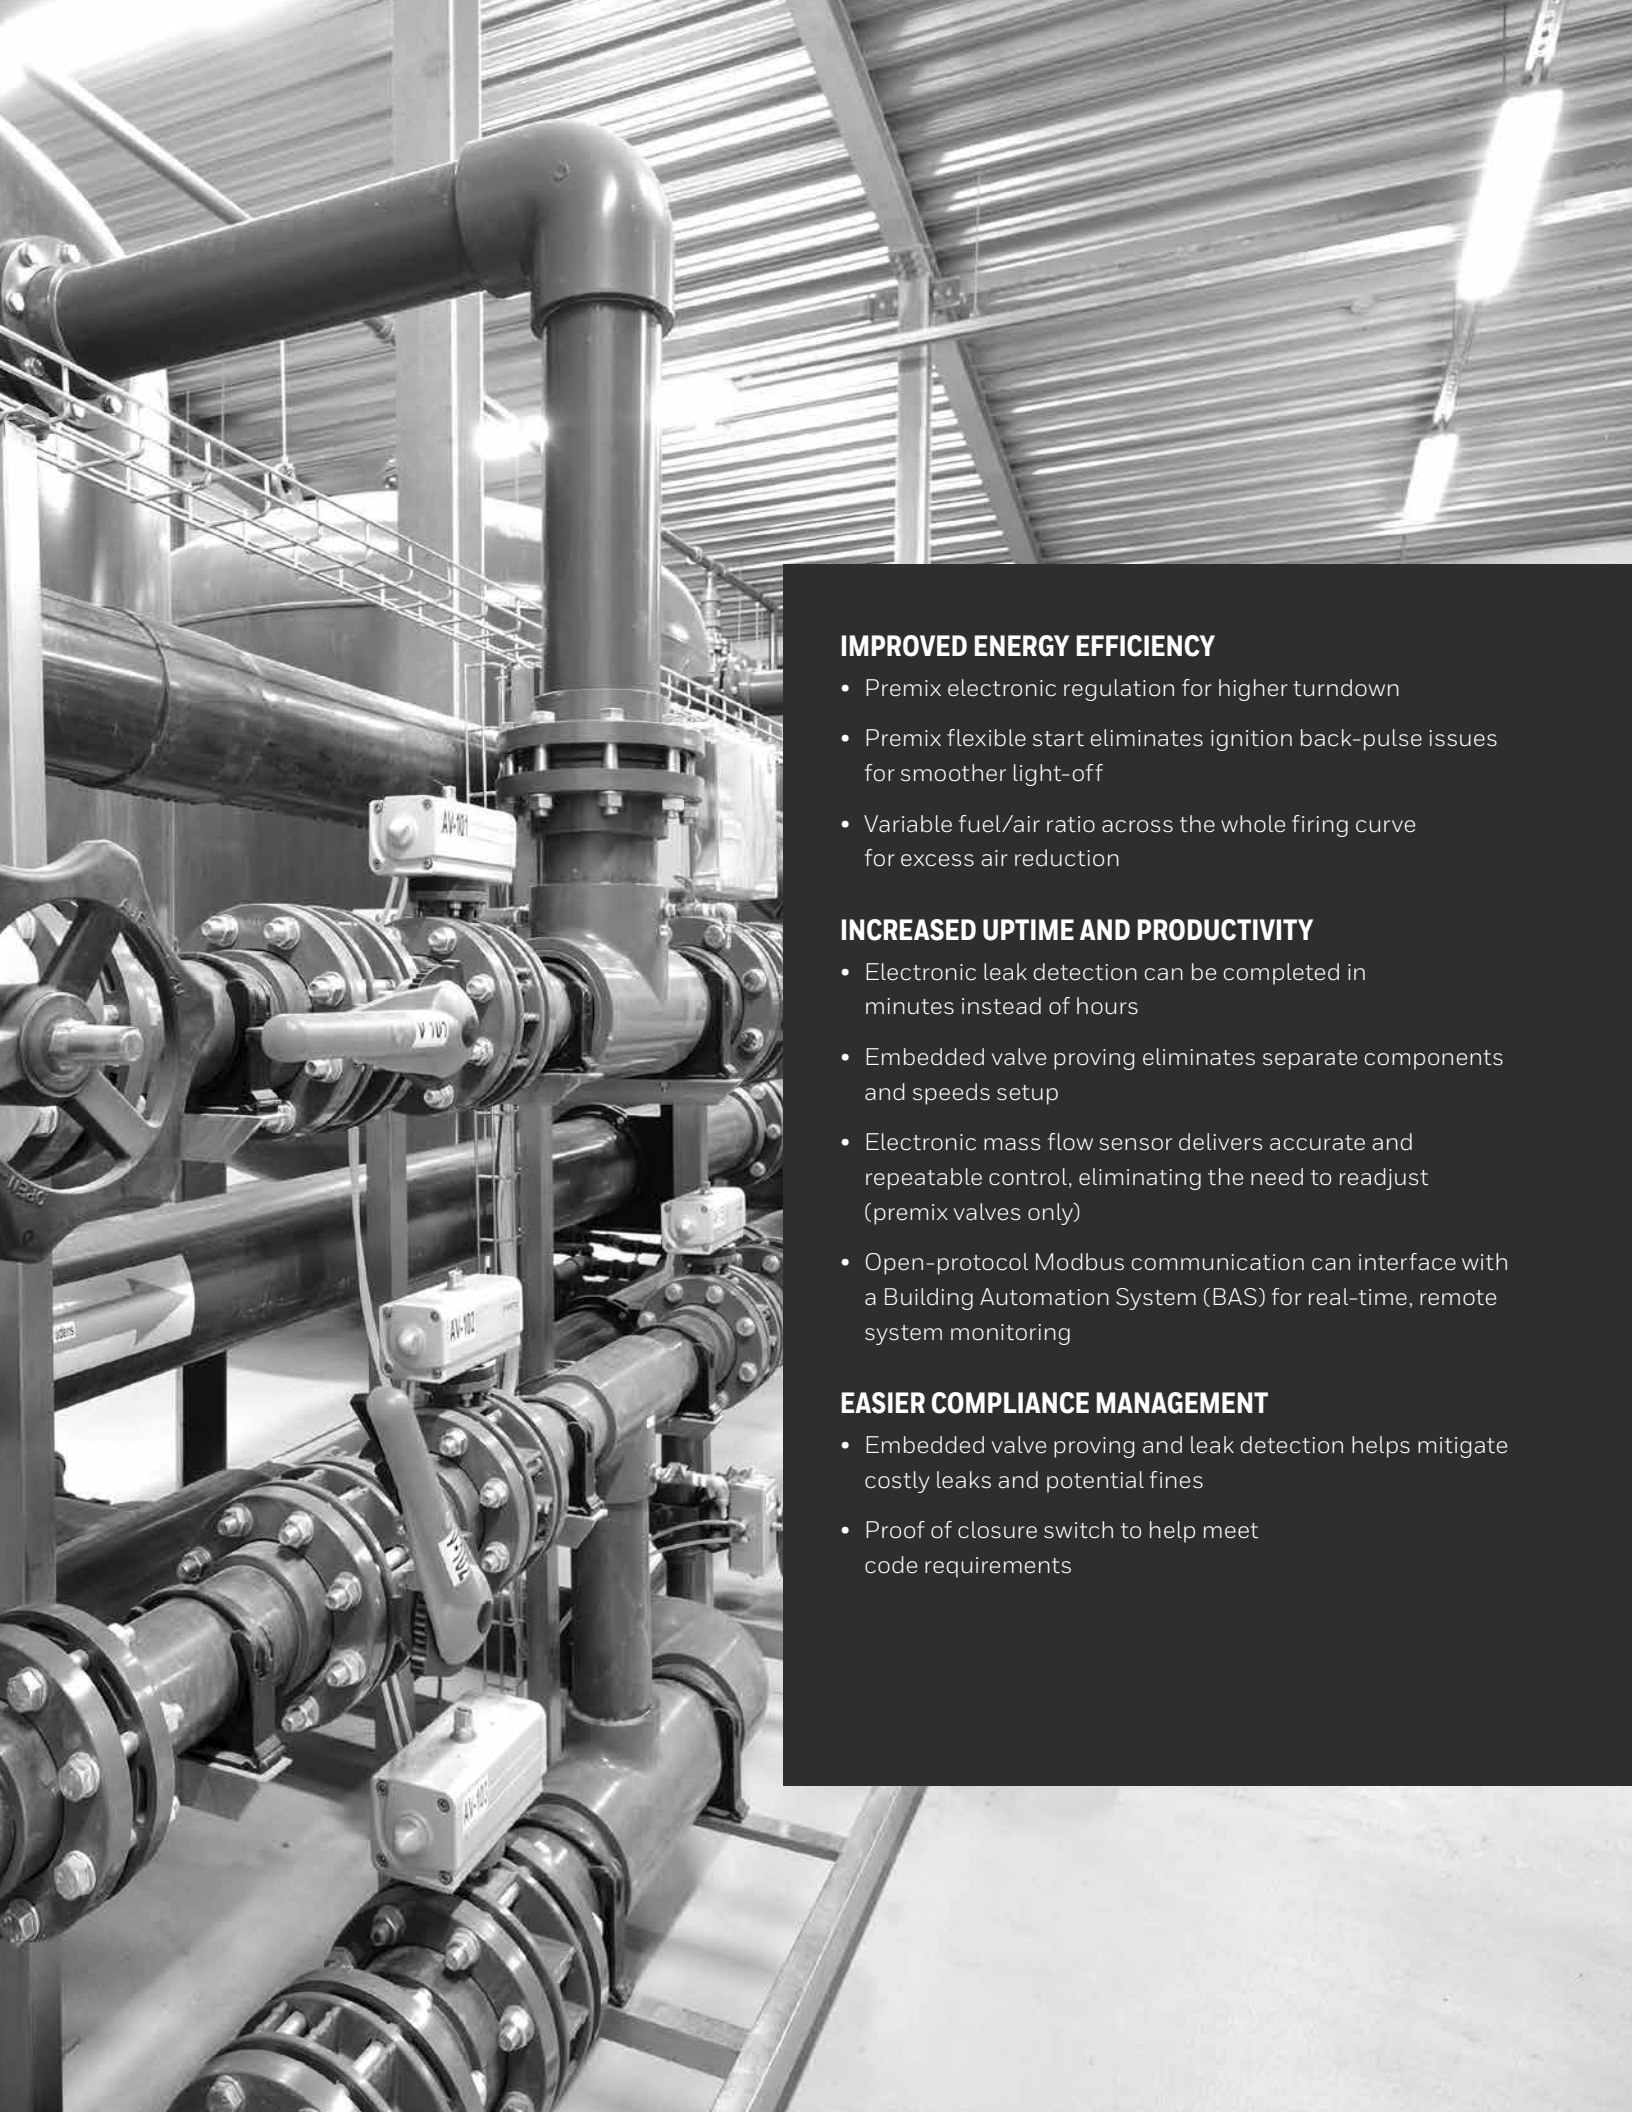 IMPROVED ENERGY EFFICIENCY
• Premix electronic regulation for higher turndown
• Premix flexible start eliminates ignition back-pulse issues
for smoother light-off
• Variable fuel/air ratio across the whole firing curve
for excess air reduction
INCREASED UPTIME AND PRODUCTIVITY
• Electronic leak detection can be completed in
minutes instead of hours
• Embedded valve proving eliminates separate components
and speeds setup
• Electronic mass flow sensor delivers accurate and
repeatable control, eliminating the need to readjust
(premix valves only)
• Open-protocol Modbus communication can interface with
a Building Automation System (BAS) for real-time, remote
system monitoring
EASIER COMPLIANCE MANAGEMENT
• Embedded valve proving and leak detection helps mitigate
costly leaks and potential fines
• Proof of closure switch to help meet
code requirements
AV-101
AV-102
V-102
OPEN